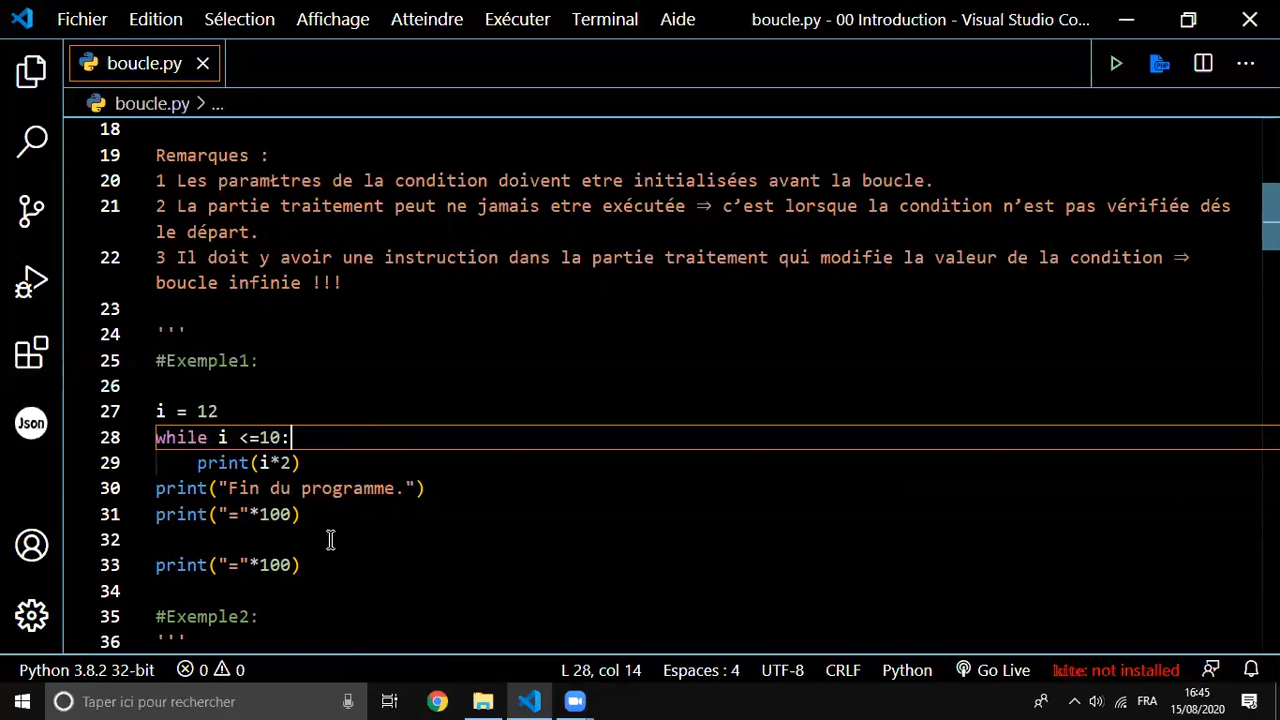 Fichier Edition Sélection Affichage Atteindre Exécuter Terminal Aide boucle.py - 00 Introduction - Visual Studio Co...
boucle.py
boucle.py > ...
18
19 Remarques :
20 1 Les paramttres de la condition doivent etre initialisées avant la boucle.
21 2 La partie traitement peut ne jamais etre exécutée ⇒ c’est lorsque la condition n’est pas vérifiée dés
le départ.
22 3 Il doit y avoir une instruction dans la partie traitement qui modifie la valeur de la condition ⇒
boucle infinie !!!
23
24 '''
25 #Exemple1:
26
27 i = 12
28 while i <=10:
29 print(i*2)
30 print("Fin du programme.")
31 print("="*100)
32
33 print("="*100)
34
35 #Exemple2:
36 '''
Json
Python 3.8.2 32-bit 0 0 L 28, col 14 Espaces : 4 UTF-8 CRLF Python Go Live kite: not installed
Taper ici pour rechercher FRA 16:45
15/08/2020